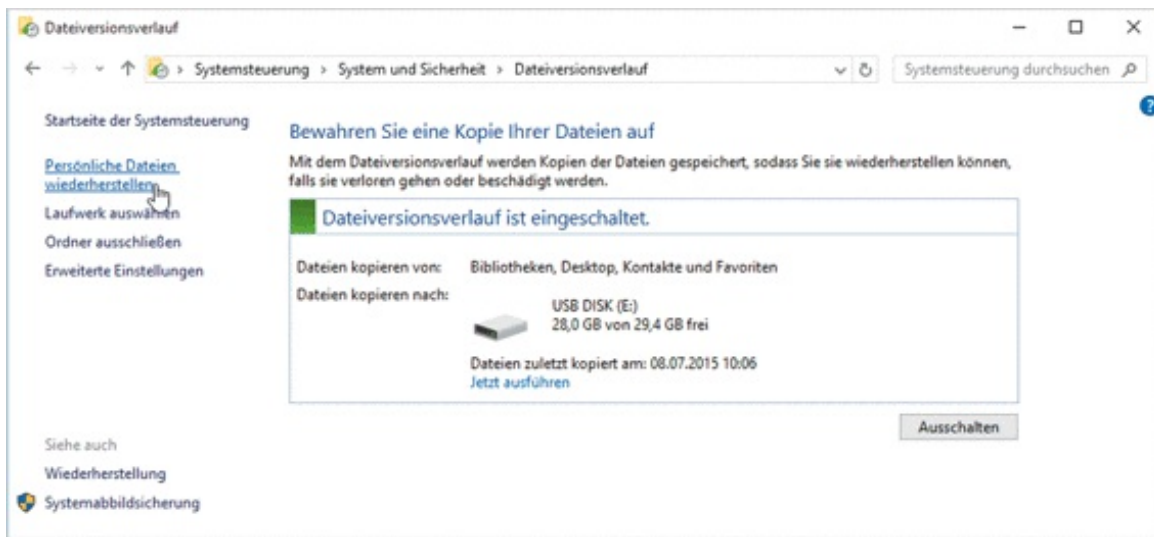 Dateiversionsverlauf
Systemsteuerung > System und Sicherheit > Dateiversionsverlauf
Systemsteuerung durchsuchen
Startseite der Systemsteuerung
Persönliche Dateien
wiederherstellen
Laufwerk auswählen
Ordner ausschließen
Erweiterte Einstellungen
Bewahren Sie eine Kopie Ihrer Dateien auf
Mit dem Dateiversionsverlauf werden Kopien der Dateien gespeichert, sodass Sie sie wiederherstellen können,
falls sie verloren gehen oder beschädigt werden.
Dateiversionsverlauf ist eingeschaltet.
Dateien kopieren von: Bibliotheken, Desktop, Kontakte und Favoriten
Dateien kopieren nach:
USB DISK (E:)
28,0 GB von 29,4 GB frei
Dateien zuletzt kopiert am: 08.07.2015 10:06
Jetzt ausführen
Ausschalten
Siehe auch
Wiederherstellung
Systemabbildsicherung